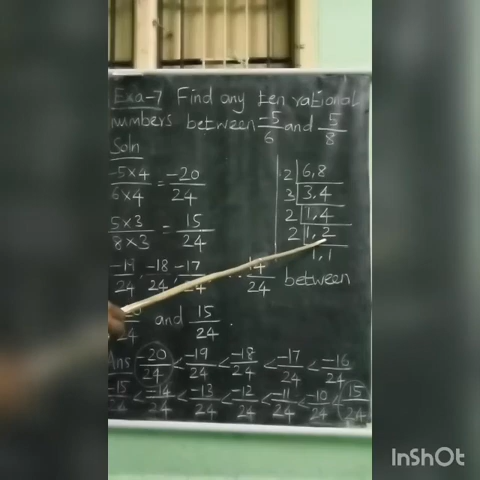 Exa-7 Find any ten rational
numbers between -5/6 and 5/8
Soln
-5×4/6×4 = -20/24
5×3/8×3 = 15/24
2 | 6,8
3 | 3,4
2 | 1,4
2 | 1,2
1,1
-19/24 -18/24, -17/24 ... 14/24 between
/24 and 15/24.
Ans -20/24 < -19/24 < -18/24 < -17/24 < -16/24
-15/24 < -14/24 < -13/24 < -12/24 < -11/24 < -10/24 < 15/24
InShOt